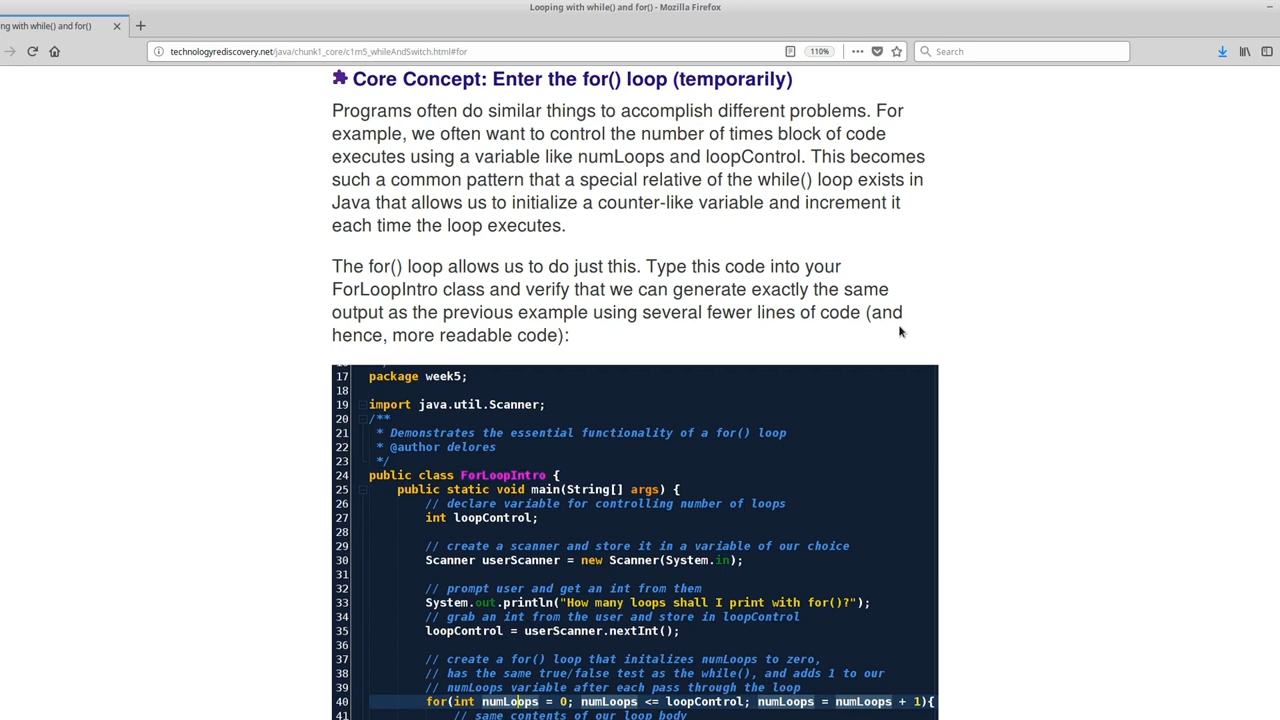 Looping with while() and for() - Mozilla Firefox
ng with while() and for()
technologyrediscovery.net/java/chunk1_core/c1m5_whileAndSwitch.html#for
110%
Search
Core Concept: Enter the for() loop (temporarily)
Programs often do similar things to accomplish different problems. For
example, we often want to control the number of times block of code
executes using a variable like numLoops and loopControl. This becomes
such a common pattern that a special relative of the while() loop exists in
Java that allows us to initialize a counter-like variable and increment it
each time the loop executes.
The for() loop allows us to do just this. Type this code into your
ForLoopIntro class and verify that we can generate exactly the same
output as the previous example using several fewer lines of code (and
hence, more readable code):
17 package week5;
18
19 import java.util.Scanner;
20 /**
21 * Demonstrates the essential functionality of a for() loop
22 * @author delores
23 */
24 public class ForLoopIntro {
25 public static void main(String[] args) {
26 // declare variable for controlling number of loops
27 int loopControl;
28
29 // create a scanner and store it in a variable of our choice
30 Scanner userScanner = new Scanner(System.in);
31
32 // prompt user and get an int from them
33 System.out.println("How many loops shall I print with for()?");
34 // grab an int from the user and store in loopControl
35 loopControl = userScanner.nextInt();
36
37 // create a for() loop that initalizes numLoops to zero,
38 // has the same true/false test as the while(), and adds 1 to our
39 // numLoops variable after each pass through the loop
40 for(int numLoops = 0; numLoops <= loopControl; numLoops = numLoops + 1){
41 // same contents of our loop body